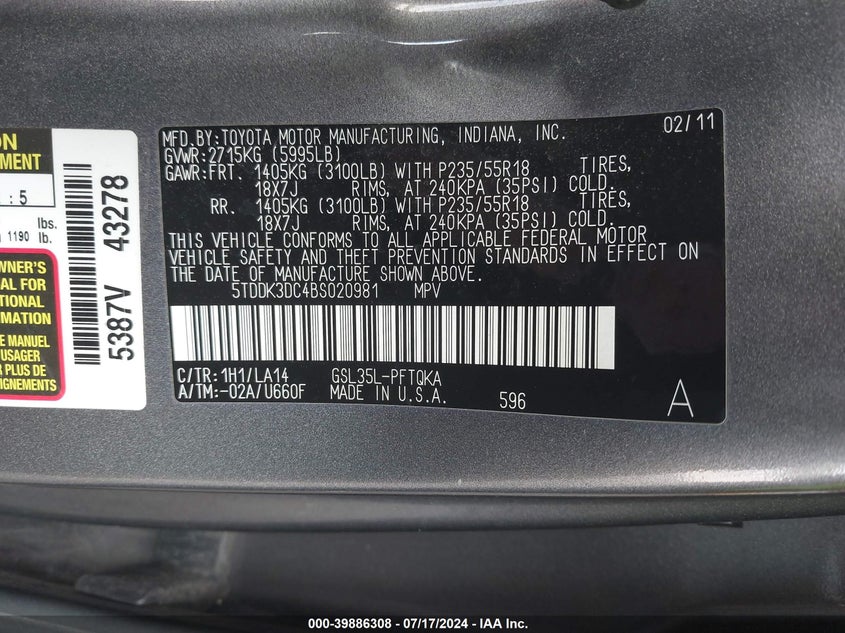 ON
EMENT
: 5
lbs.
1190 lb.
WNER'S
AL FOR
TIONAL
RMATION
E MANUEL
'USAGER
R PLUS DE
EIGNEMENTS
5387V 43278
MFD.BY:TOYOTA MOTOR MANUFACTURING, INDIANA, INC. 02/11
GVWR:2715KG (5995LB)
GAWR:FRT. 1405KG (3100LB) WITH P235/55R18 TIRES,
18X7J RIMS, AT 240KPA (35PSI) COLD.
RR. 1405KG (3100LB) WITH P235/55R18 TIRES,
18X7J RIMS, AT 240KPA (35PSI) COLD.
THIS VEHICLE CONFORMS TO ALL APPLICABLE FEDERAL MOTOR
VEHICLE SAFETY AND THEFT PREVENTION STANDARDS IN EFFECT ON
THE DATE OF MANUFACTURE SHOWN ABOVE.
5TDDK3DC4BS020981 MPV
C/TR:1H1/LA14 GSL35L-PFTQKA
A/TM:-02A/U660F MADE IN U.S.A. 596 A
000-39886308 - 07/17/2024 - IAA Inc.